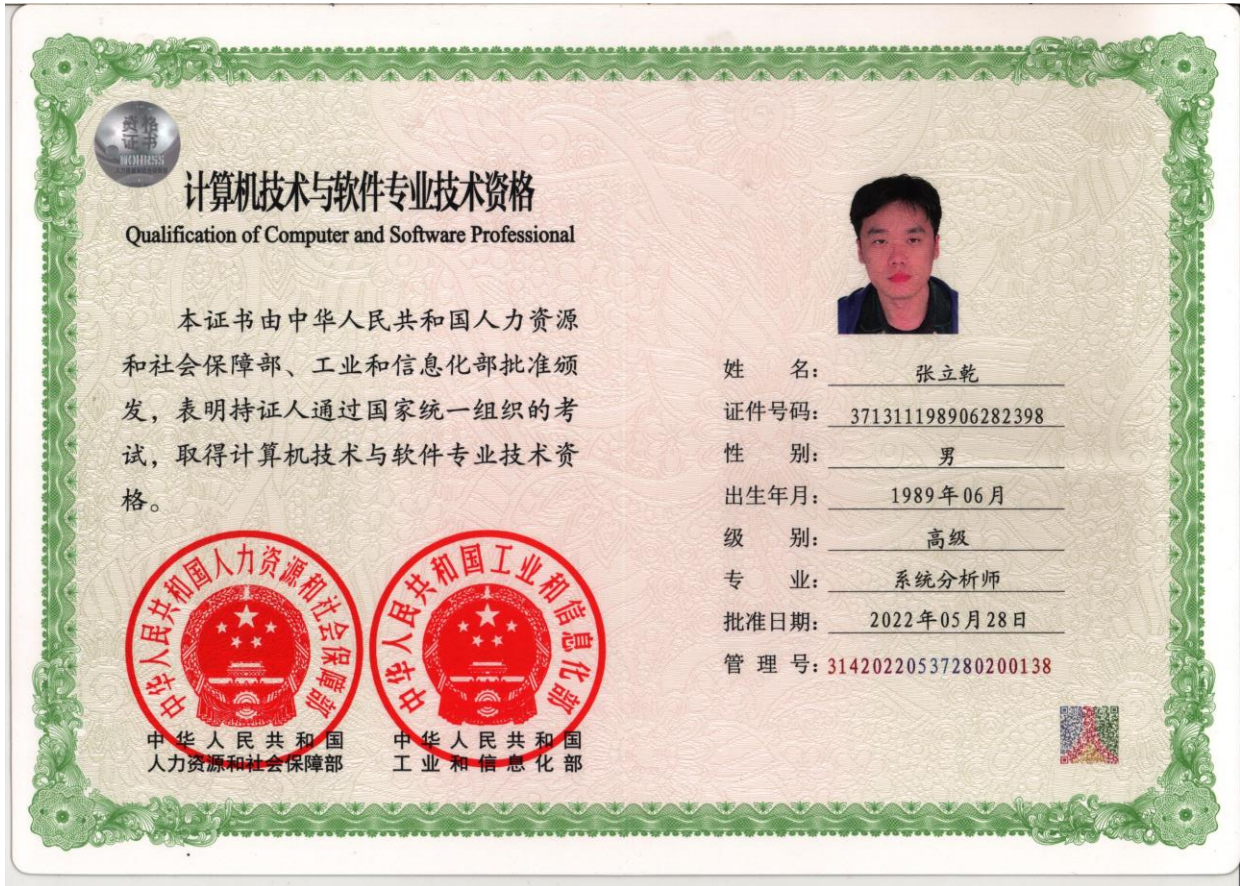 资格
证书
MOHRSS
计算机技术与软件专业技术资格
Qualification of Computer and Software Professional
本证书由中华人民共和国人力资源
和社会保障部、工业和信息化部批准颁
发，表明持证人通过国家统一组织的考
试，取得计算机技术与软件专业技术资
格。
中华人民共和国人力资源和社会保障部
中华人民共和国工业和信息化部
中华人民共和国
人力资源和社会保障部
中华人民共和国
工业和信息化部
姓名：张立乾
证件号码：371311198906282398
性别：男
出生年月：1989年06月
级别：高级
专业：系统分析师
批准日期：2022年05月28日
管理号：31420220537280200138